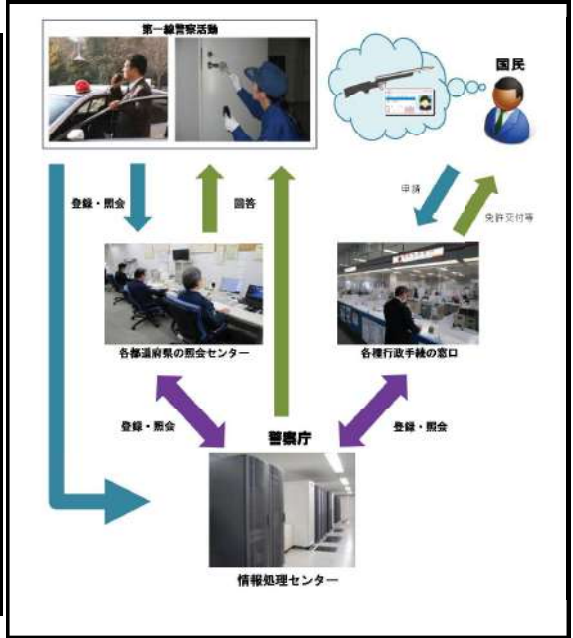 第一線警察活動
国民
登録・照会
回答
申請
免許交付等
各都道府県の照会センター
各種行政手続の窓口
登録・照会
警察庁
登録・照会
情報処理センター